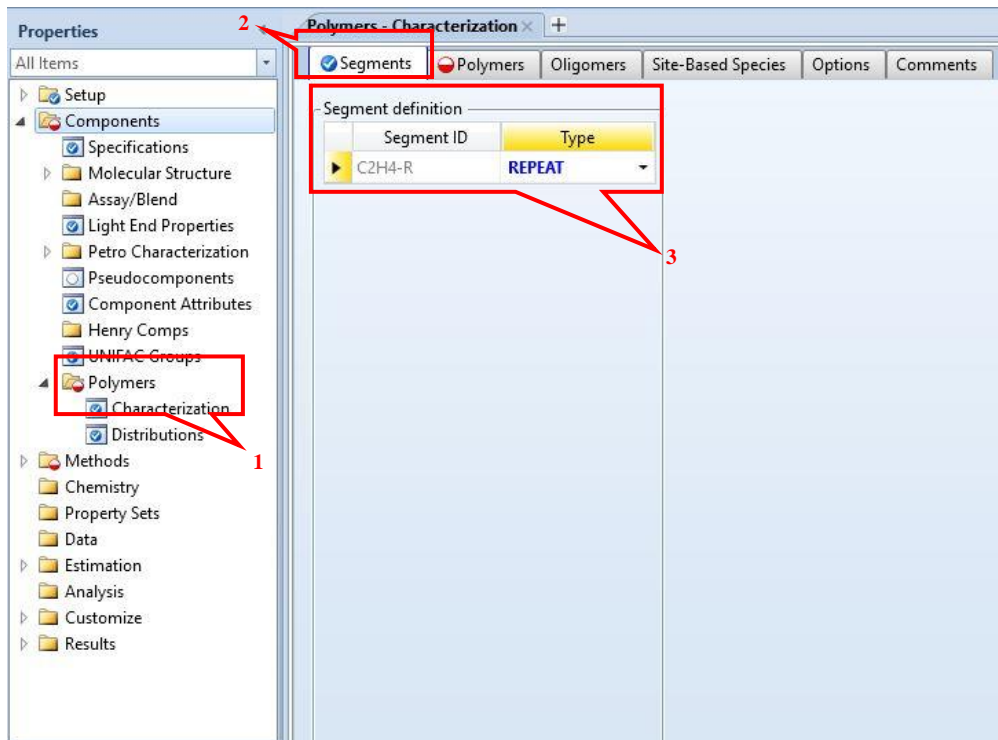 Properties
All Items
Setup
Components
Specifications
Molecular Structure
Assay/Blend
Light End Properties
Petro Characterization
Pseudocomponents
Component Attributes
Henry Comps
UNIFAC Groups
Polymers
Characterization
Distributions
1
Methods
Chemistry
Property Sets
Data
Estimation
Analysis
Customize
Results
2
Polymers - Characterization
Segments Polymers Oligomers Site-Based Species Options Comments
Segment definition
Segment ID Type
C2H4-R REPEAT
3